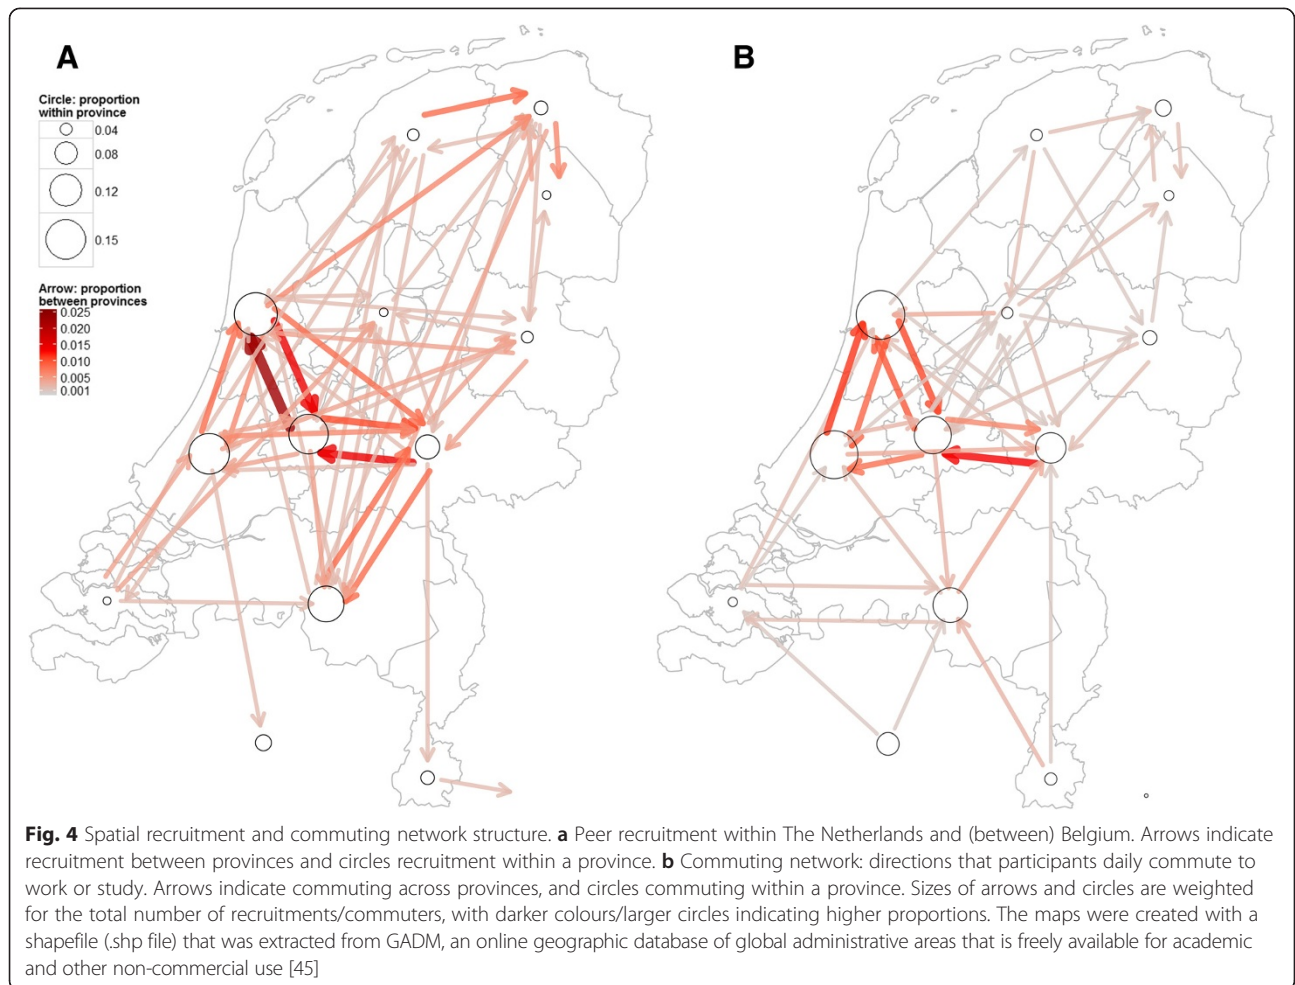 A
B
Circle: proportion
within province
0.04
0.08
0.12
0.15
Arrow: proportion
between provinces
0.025
0.020
0.015
0.010
0.005
0.001
Fig. 4 Spatial recruitment and commuting network structure. a Peer recruitment within The Netherlands and (between) Belgium. Arrows indicate
recruitment between provinces and circles recruitment within a province. b Commuting network: directions that participants daily commute to
work or study. Arrows indicate commuting across provinces, and circles commuting within a province. Sizes of arrows and circles are weighted
for the total number of recruitments/commuters, with darker colours/larger circles indicating higher proportions. The maps were created with a
shapefile (.shp file) that was extracted from GADM, an online geographic database of global administrative areas that is freely available for academic
and other non-commercial use [45]